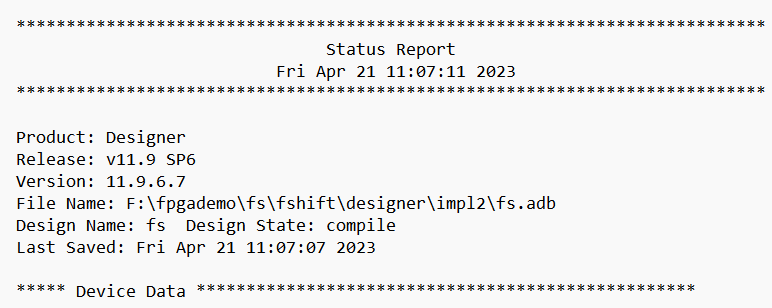 ***************************************************************************
Status Report
Fri Apr 21 11:07:11 2023
***************************************************************************
Product: Designer
Release: v11.9 SP6
Version: 11.9.6.7
File Name: F:\fpgademo\fs\fshift\designer\impl2\fs.adb
Design Name: fs  Design State: compile
Last Saved: Fri Apr 21 11:07:07 2023
***** Device Data **************************************************